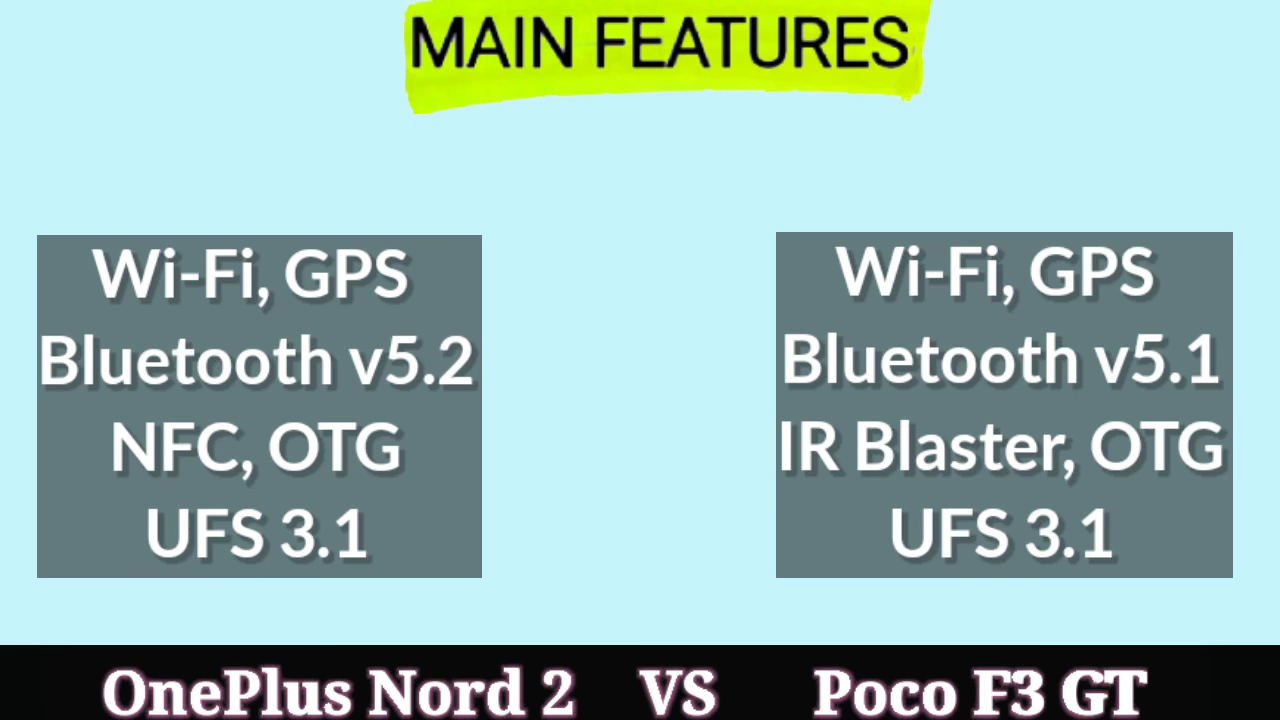 MAIN FEATURES
Wi-Fi, GPS
Bluetooth v5.2
NFC, OTG
UFS 3.1
Wi-Fi, GPS
Bluetooth v5.1
IR Blaster, OTG
UFS 3.1
OnePlus Nord 2 VS Poco F3 GT